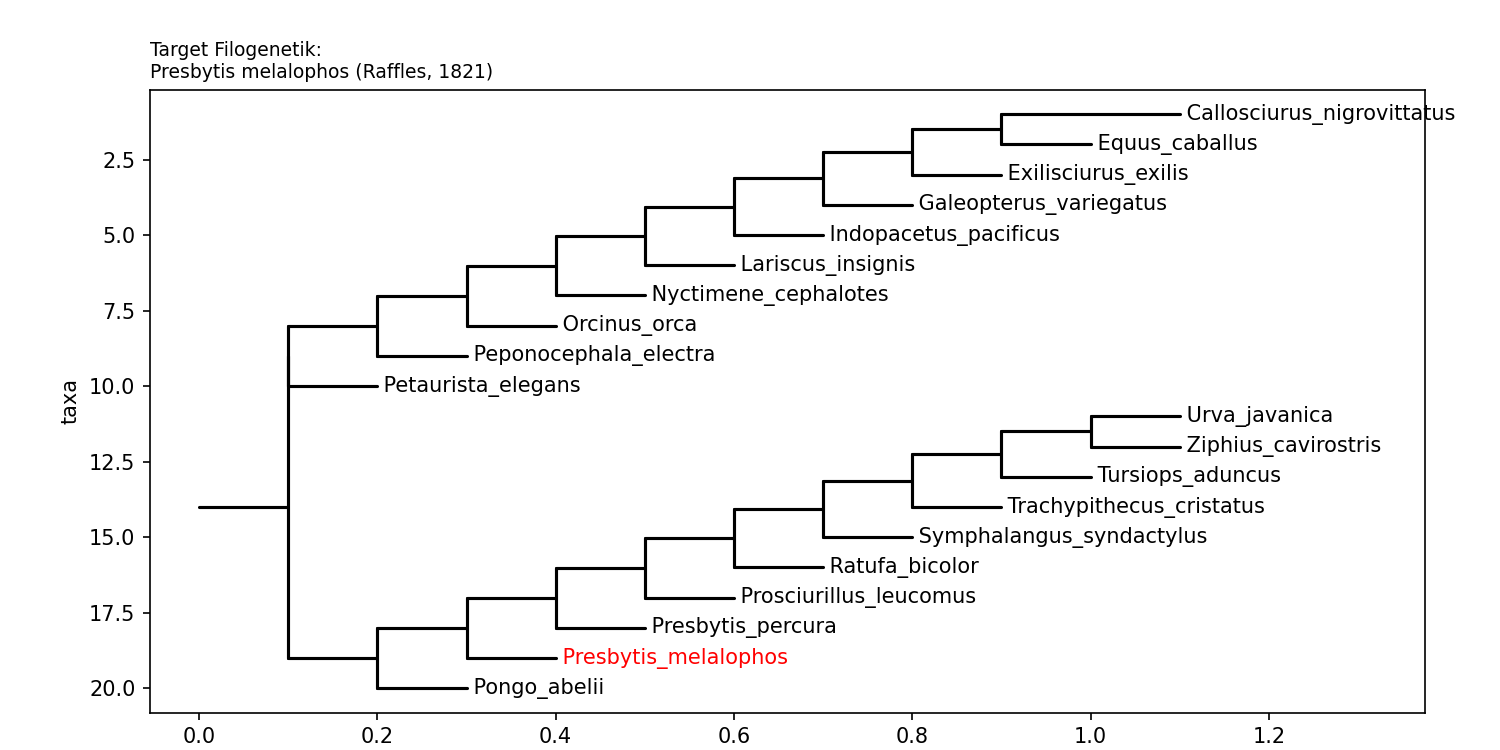 Target Filogenetik:
Presbytis melalophos (Raffles, 1821)
Callosciurus_nigrovittatus
Equus_caballus
2.5
Exilisciurus_exilis
Galeopterus_variegatus
5.0
Indopacetus_pacificus
Lariscus_insignis
Nyctimene_cephalotes
7.5
Orcinus_orca
Peponocephala_electra
10.0
Petaurista_elegans
taxa
Urva_javanica
Ziphius_cavirostris
12.5
Tursiops_aduncus
Trachypithecus_cristatus
15.0
Symphalangus_syndactylus
Ratufa_bicolor
Prosciurillus_leucomus
17.5
Presbytis_percura
Presbytis_melalophos
20.0
Pongo_abelii
0.0 0.2 0.4 0.6 0.8 1.0 1.2